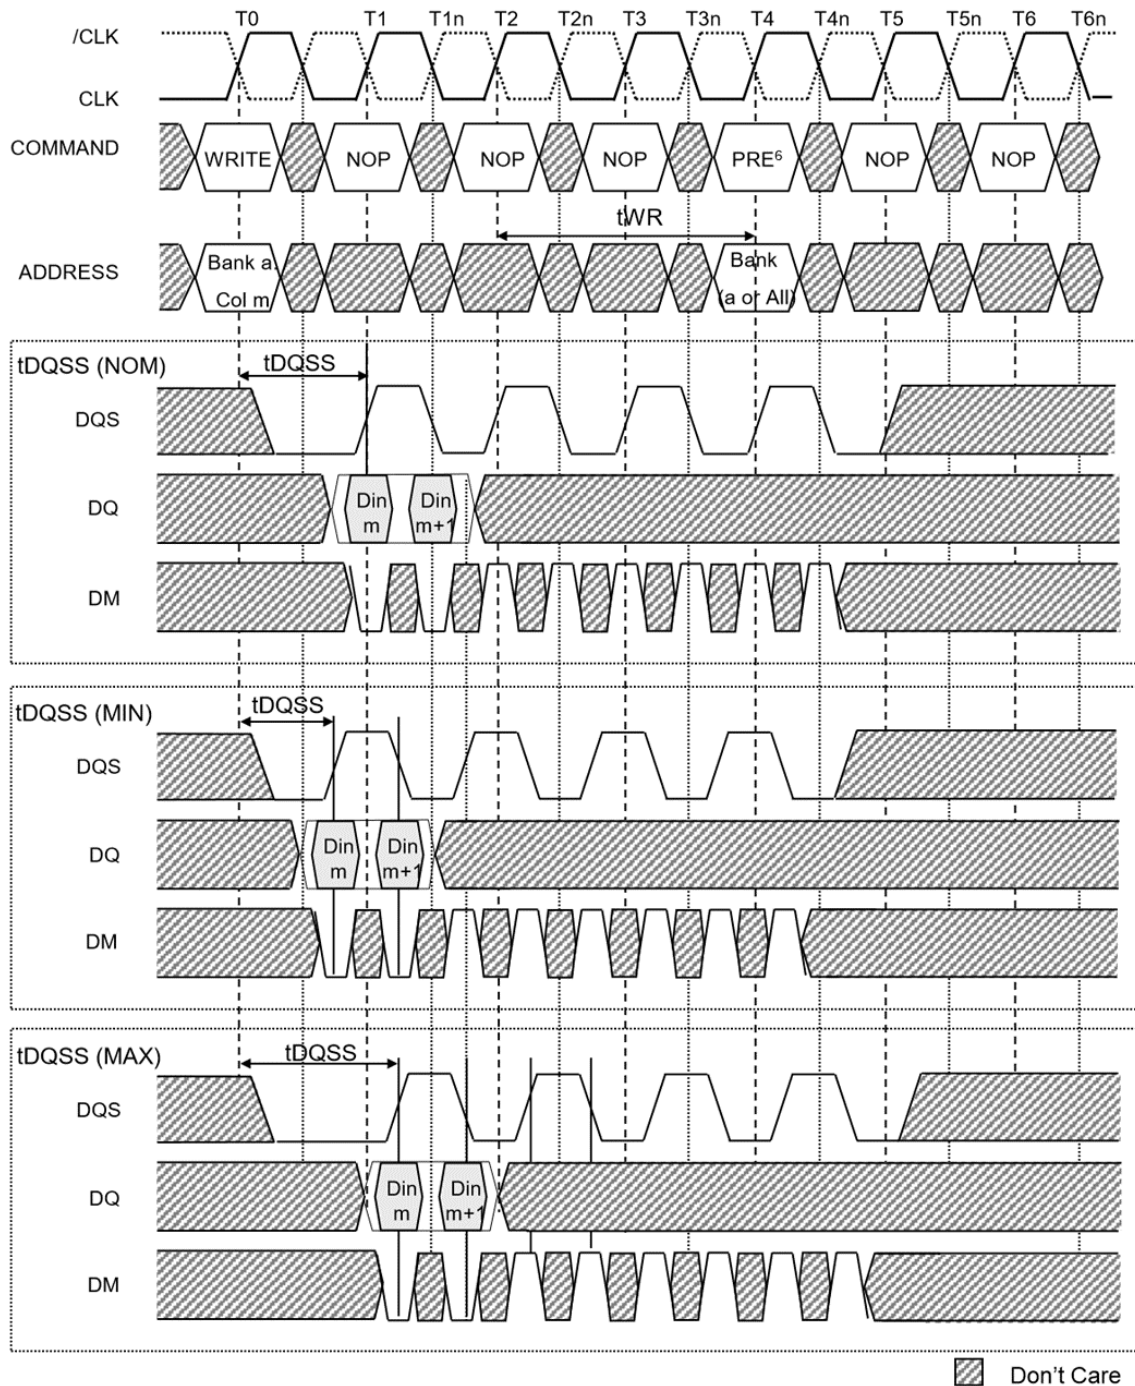 T0 T1 T1n T2 T2n T3 T3n T4 T4n T5 T5n T6 T6n
/CLK
CLK
COMMAND WRITE NOP NOP NOP PRE⁶ NOP NOP
tWR
ADDRESS Bank a. Bank
Col m (a or All)
tDQSS (NOM) tDQSS
DQS
DQ Din Din
m m+1
DM
tDQSS (MIN) tDQSS
DQS
DQ Din Din
m m+1
DM
tDQSS (MAX) tDQSS
DQS
DQ Din Din
m m+1
DM
Don't Care